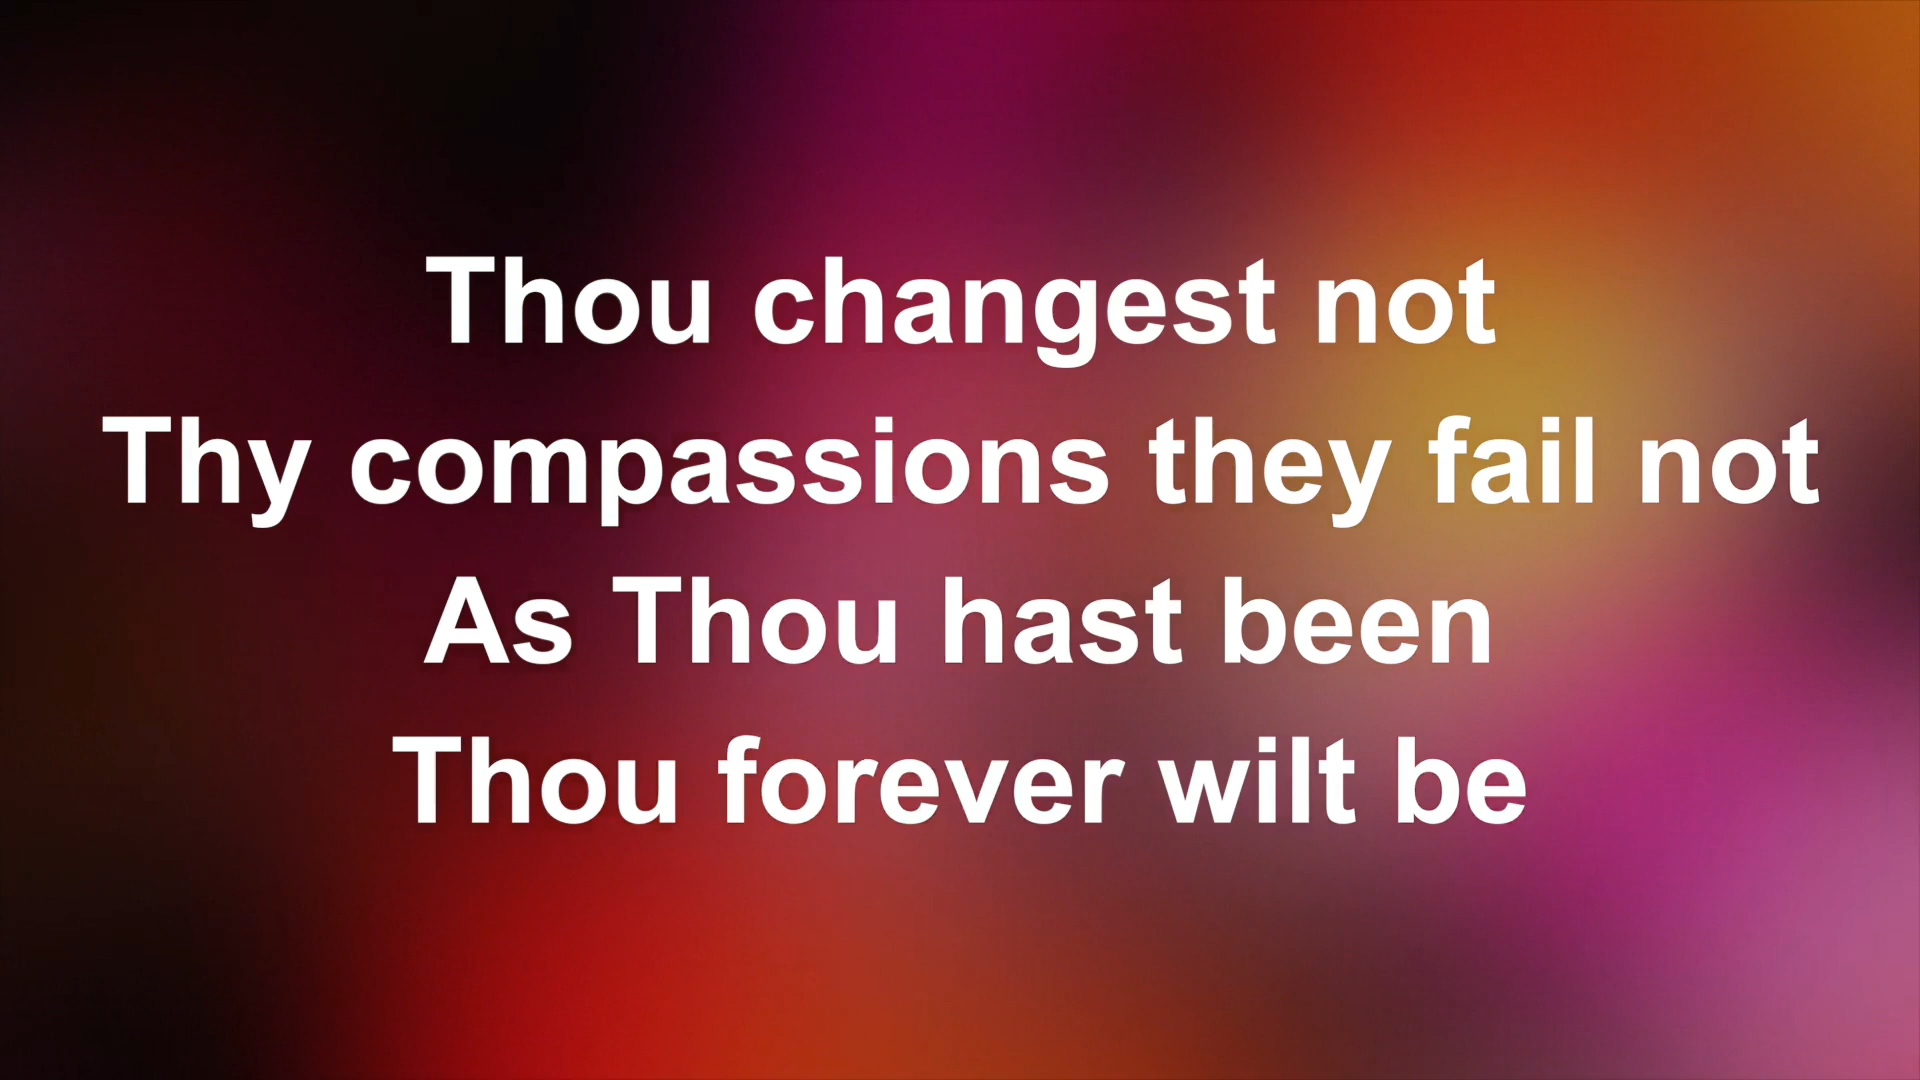 Thou changest not
Thy compassions they fail not
As Thou hast been
Thou forever wilt be